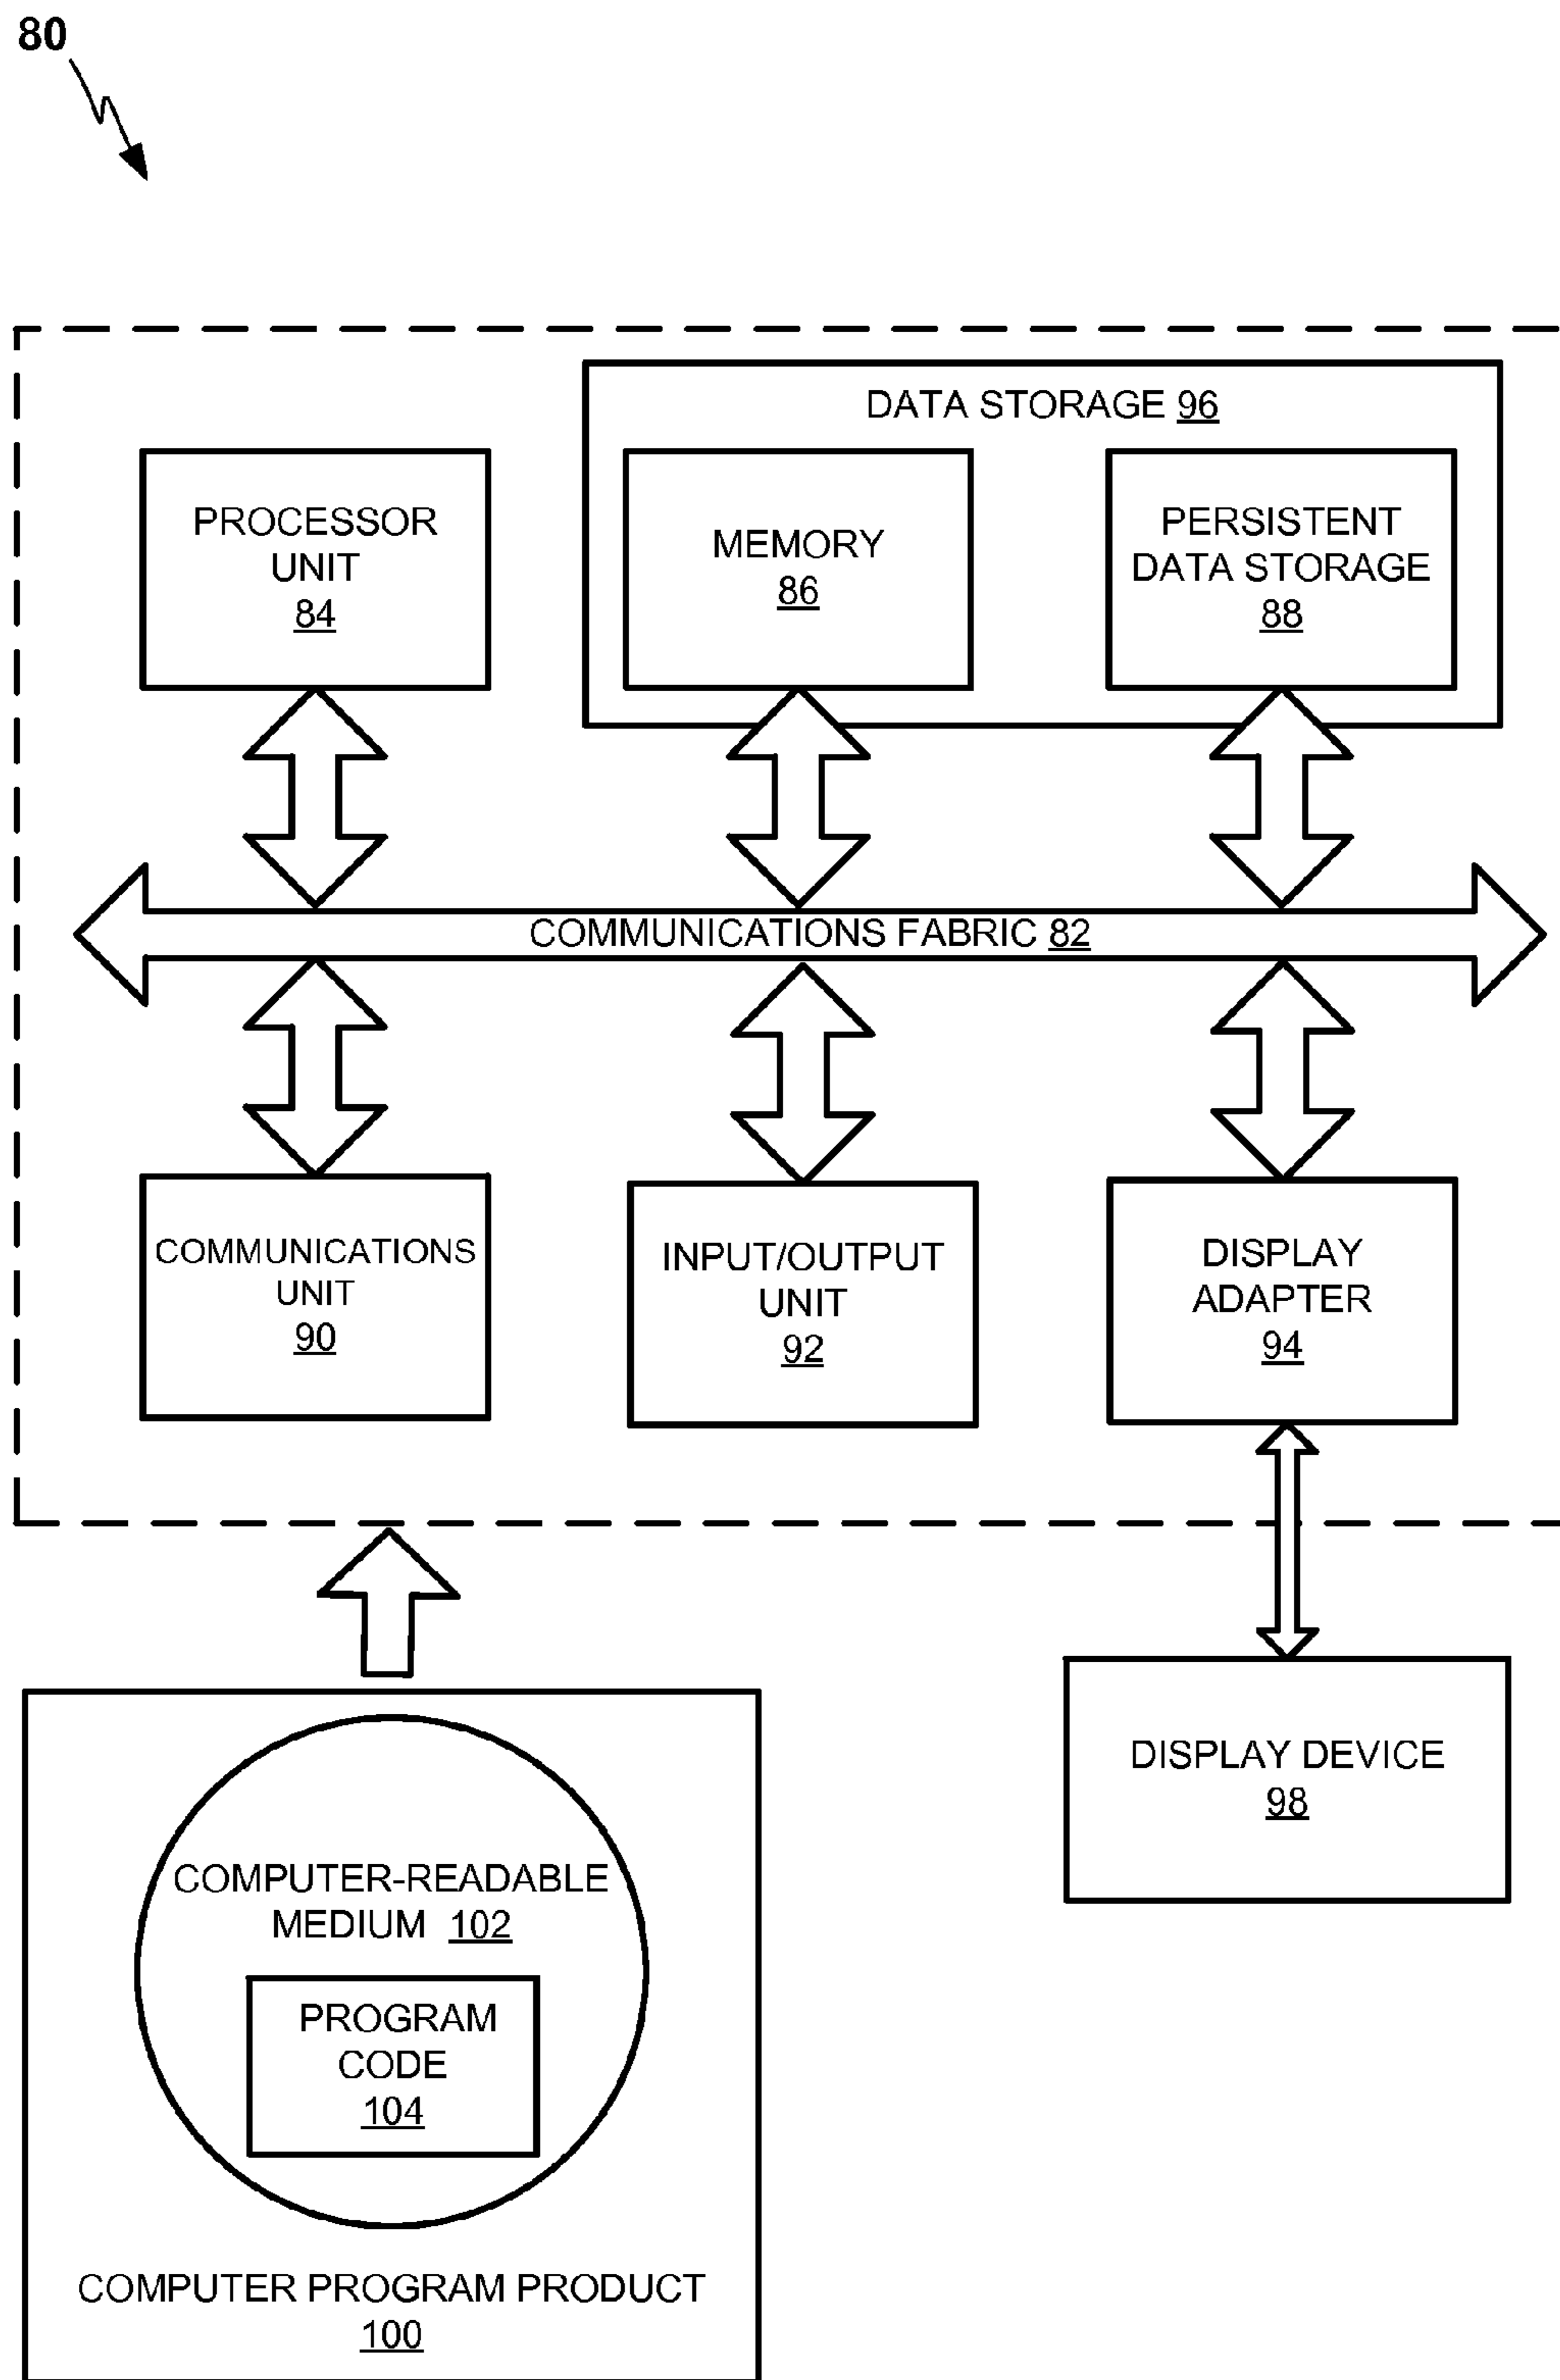 80
DATA STORAGE 96
PROCESSOR
UNIT
84
MEMORY
86
PERSISTENT
DATA STORAGE
88
COMMUNICATIONS FABRIC 82
COMMUNICATIONS
UNIT
90
INPUT/OUTPUT
UNIT
92
DISPLAY
ADAPTER
94
DISPLAY DEVICE
98
COMPUTER-READABLE
MEDIUM 102
PROGRAM
CODE
104
COMPUTER PROGRAM PRODUCT
100